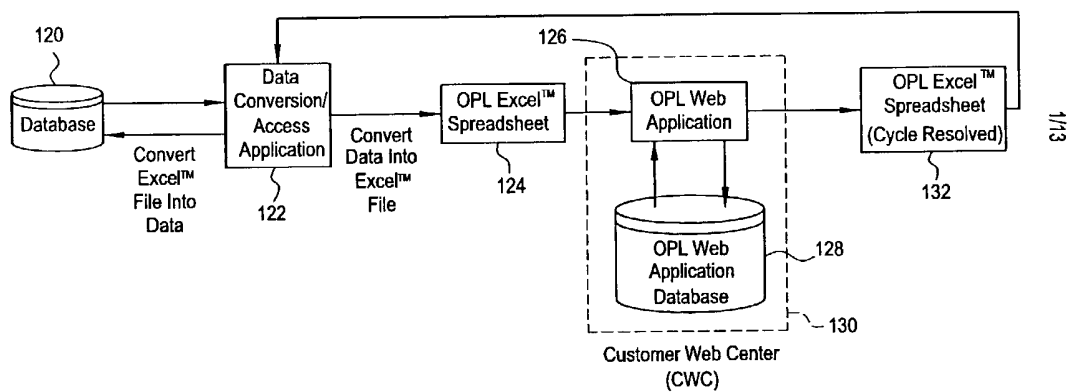 120
Database
Convert
Excel™
File Into
Data
Data
Conversion/
Access
Application
122
Convert
Data Into
Excel™
File
OPL Excel™
Spreadsheet
124
126
OPL Web
Application
OPL Web
Application
Database
128
130
Customer Web Center
(CWC)
OPL Excel™
Spreadsheet
(Cycle Resolved)
132
1/13